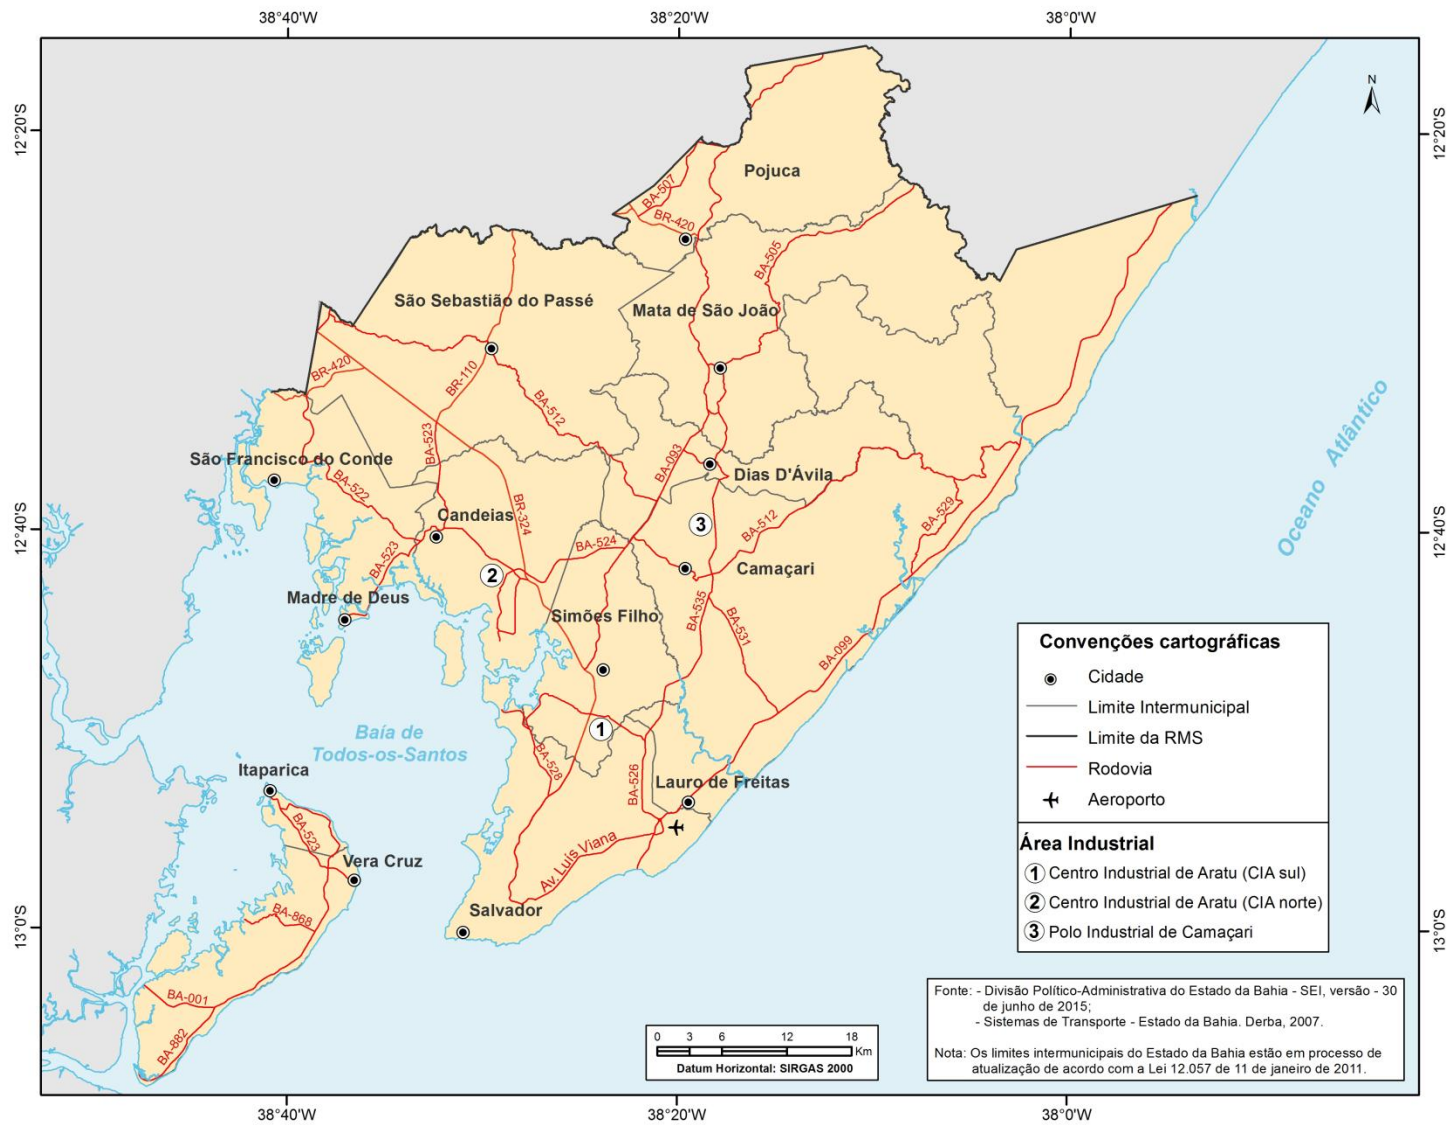 38°40'W
38°20'W
38°0'W
N
12°20'S
12°20'S
Pojuca
BA-507
BR-420
BA-505
São Sebastião do Passé
Mata de São João
BR-420
BR-110
BA-512
BA-523
BA-093
São Francisco do Conde
Dias D'Ávila
BA-522
Oceano Atlântico
Candeias
BR-324
3
BA-512
BA-529
12°40'S
12°40'S
BA-524
BA-523
2
Camaçari
Madre de Deus
Simões Filho
BA-535
BA-531
BA-099
Baía de
Todos-os-Santos
1
BA-528
BA-526
Itaparica
Lauro de Freitas
BA-523
Av. Luís Viana
Vera Cruz
BA-868
Salvador
13°0'S
13°0'S
BA-001
BA-882
Convenções cartográficas
Cidade
Limite Intermunicipal
Limite da RMS
Rodovia
Aeroporto
Área Industrial
1 Centro Industrial de Aratu (CIA sul)
2 Centro Industrial de Aratu (CIA norte)
3 Polo Industrial de Camaçari
Fonte: - Divisão Político-Administrativa do Estado da Bahia - SEI, versão - 30
de junho de 2015;
- Sistemas de Transporte - Estado da Bahia. Derba, 2007.
Nota: Os limites intermunicipais do Estado da Bahia estão em processo de
atualização de acordo com a Lei 12.057 de 11 de janeiro de 2011.
0 3 6 12 18
Km
Datum Horizontal: SIRGAS 2000
38°40'W
38°20'W
38°0'W